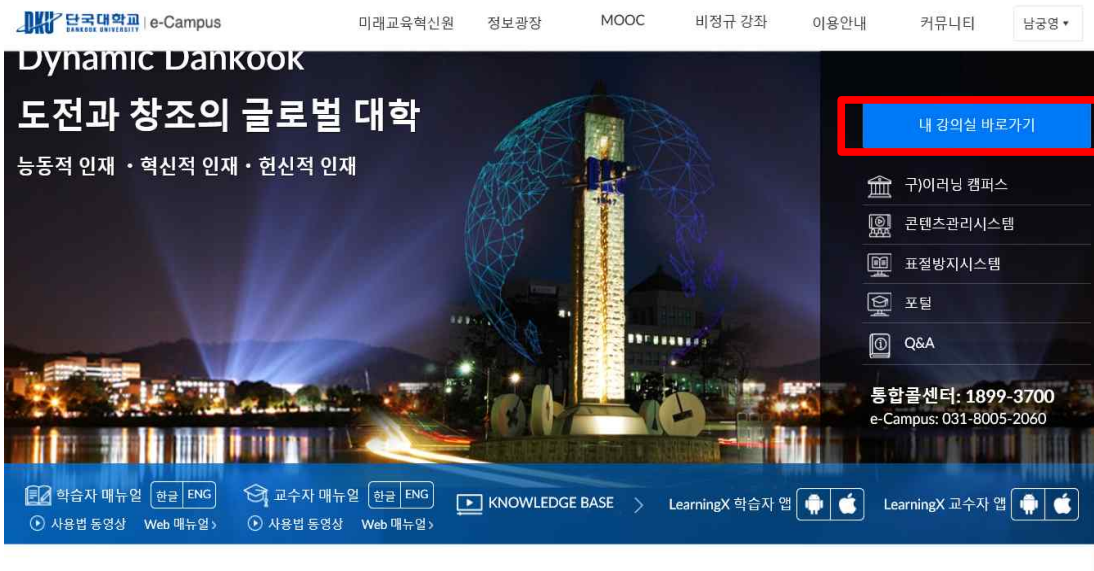 DKU 단국대학교 DANKOOK UNIVERSITY e-Campus
미래교육혁신원 정보광장 MOOC 비정규 강좌 이용안내 커뮤니티 남궁영
Dynamic Dankook
도전과 창조의 글로벌 대학
능동적 인재 ・혁신적 인재・헌신적 인재
내 강의실 바로가기
구)이러닝 캠퍼스
콘텐츠관리시스템
표절방지시스템
포털
Q&A
통합콜센터: 1899-3700
e-Campus: 031-8005-2060
학습자 매뉴얼 한글 ENG
사용법 동영상 Web 매뉴얼›
교수자 매뉴얼 한글 ENG
사용법 동영상 Web 매뉴얼›
KNOWLEDGE BASE
LearningX 학습자 앱
LearningX 교수자 앱